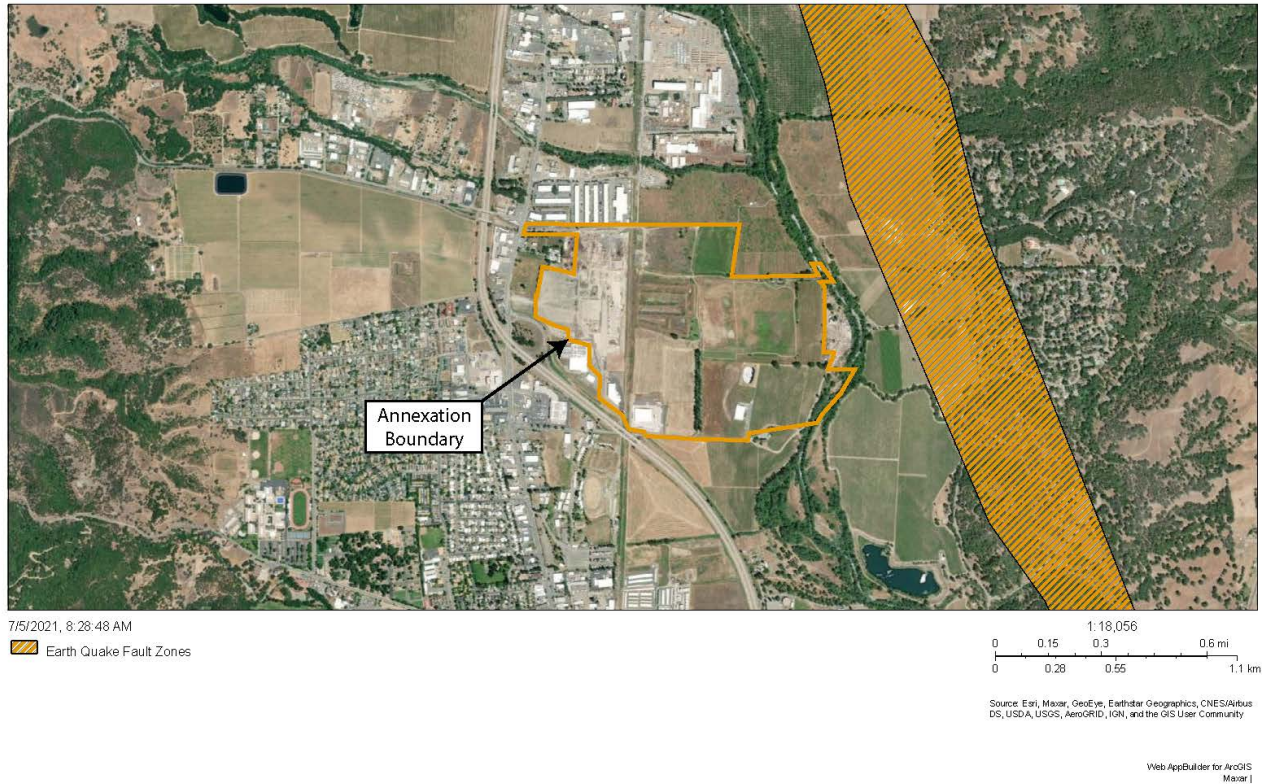 Annexation
Boundary
7/5/2021, 8:28:48 AM
Earth Quake Fault Zones
1:18,056
0 0.15 0.3 0.6 mi
0 0.28 0.55 1.1 km
Source: Esri, Maxar, GeoEye, Earthstar Geographics, CNES/Airbus
DS, USDA, USGS, AeroGRID, IGN, and the GIS User Community
Web AppBuilder for ArcGIS
Maxar |